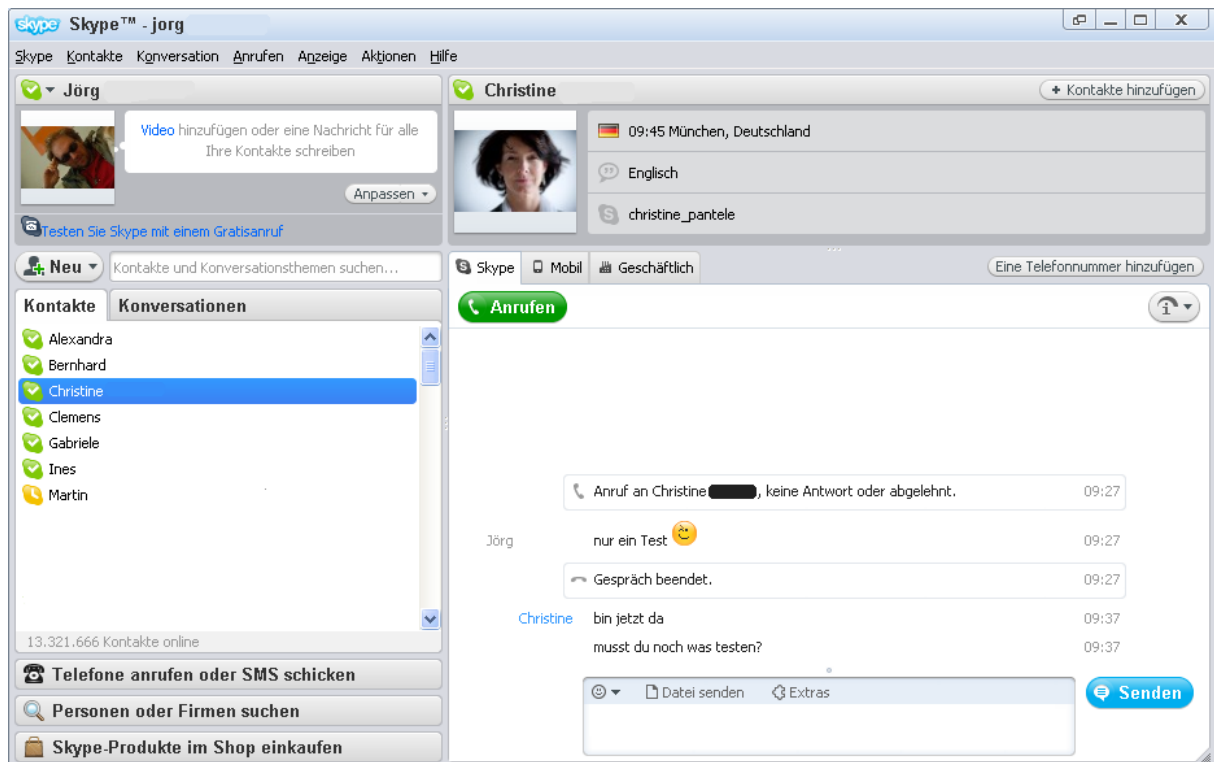 skype Skype™ - jorg
Skype Kontakte Konversation Anrufen Anzeige Aktionen Hilfe
Jörg
Video hinzufügen oder eine Nachricht für alle
Ihre Kontakte schreiben
Anpassen
Testen Sie Skype mit einem Gratisanruf
Neu
Kontakte und Konversationsthemen suchen...
Kontakte Konversationen
Alexandra
Bernhard
Christine
Clemens
Gabriele
Ines
Martin
13.321.666 Kontakte online
Telefone anrufen oder SMS schicken
Personen oder Firmen suchen
Skype-Produkte im Shop einkaufen
Christine
+ Kontakte hinzufügen
09:45 München, Deutschland
Englisch
christine_pantele
Skype Mobil Geschäftlich
Eine Telefonnummer hinzufügen
Anrufen
Anruf an Christine , keine Antwort oder abgelehnt. 09:27
Jörg nur ein Test 09:27
Gespräch beendet. 09:27
Christine bin jetzt da 09:37
musst du noch was testen? 09:37
Datei senden Extras
Senden